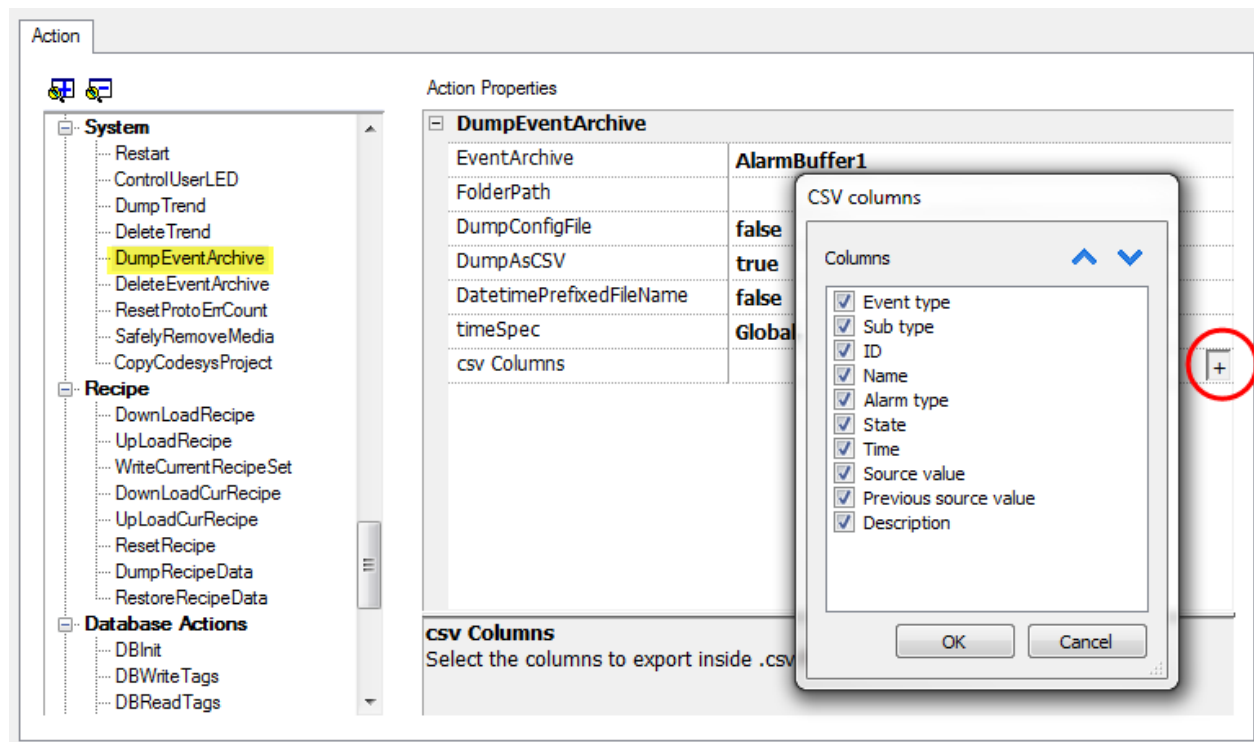 Action
System
Restart
ControlUserLED
DumpTrend
DeleteTrend
DumpEventArchive
DeleteEventArchive
ResetProtoErrCount
SafelyRemoveMedia
CopyCodesysProject
Recipe
DownLoadRecipe
UpLoadRecipe
WriteCurrentRecipeSet
DownLoadCurRecipe
UpLoadCurRecipe
ResetRecipe
DumpRecipeData
RestoreRecipeData
Database Actions
DBInit
DBWriteTags
DBReadTags
Action Properties
DumpEventArchive
EventArchive AlarmBuffer1
FolderPath
DumpConfigFile false
DumpAsCSV true
DatetimePrefixedFileName false
timeSpec Global
csv Columns +
csv Columns
Select the columns to export inside .csv
CSV columns
Columns
Event type
Sub type
ID
Name
Alarm type
State
Time
Source value
Previous source value
Description
OK Cancel